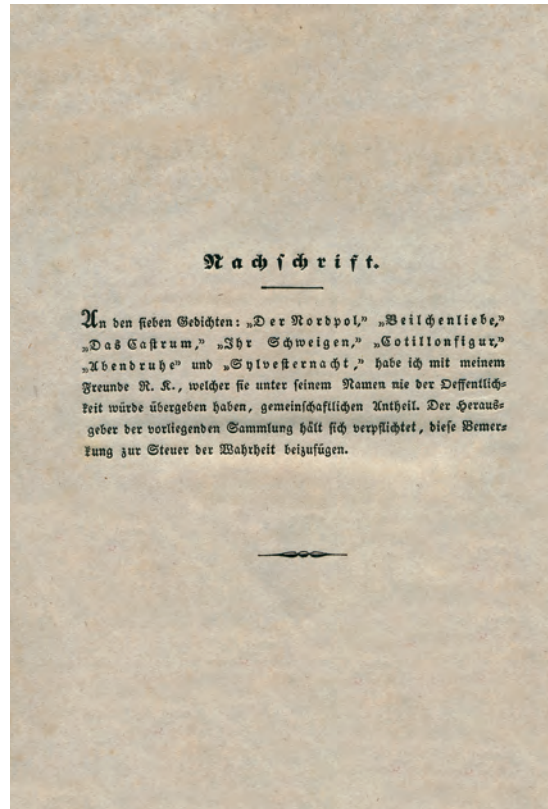 Nachschrift.
An den sieben Gedichten: „Der Nordpol,” „Veilchenliebe,”
„Das Castrum,” „Ihr Schweigen,” „Cotillonfigur,”
„Abendruhe” und „Sylvesternacht,” habe ich mit meinem
Freunde R. K., welcher sie unter seinem Namen nie der Oeffentlich-
keit würde übergeben haben, gemeinschaftlichen Antheil. Der Heraus-
geber der vorliegenden Sammlung hält sich verpflichtet, diese Bemer-
kung zur Steuer der Wahrheit beizufügen.